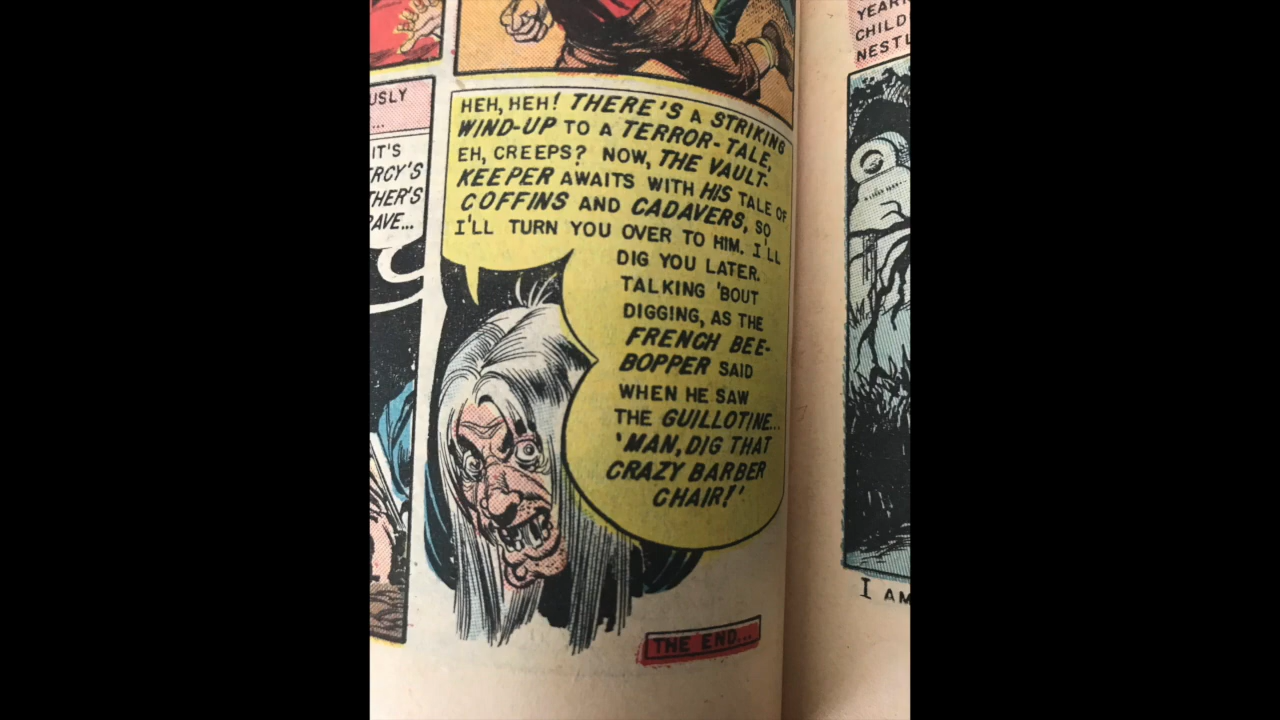 USLY
...
IT'S
RCY'S
THER'S
AVE...
HEH, HEH! THERE'S A STRIKING
WIND-UP TO A TERROR-TALE,
EH, CREEPS? NOW, THE VAULT-
KEEPER AWAITS WITH HIS TALE OF
COFFINS AND CADAVERS, SO
I'LL TURN YOU OVER TO HIM. I'LL
DIG YOU LATER.
TALKING 'BOUT
DIGGING, AS THE
FRENCH BEE-
BOPPER SAID
WHEN HE SAW
THE GUILLOTINE...
'MAN, DIG THAT
CRAZY BARBER
CHAIR!'
THE END...
YEAR
CHILD
NESTL
I AM